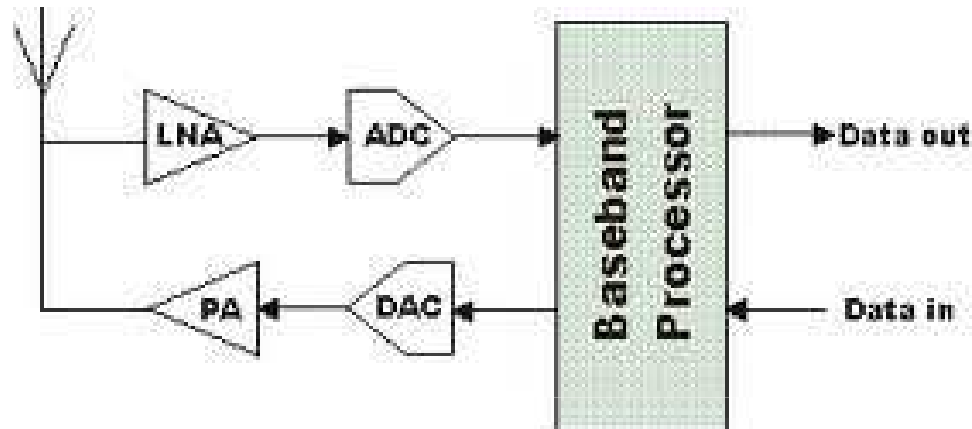 LNA
ADC
Baseband
Processor
Data out
PA
DAC
Data in